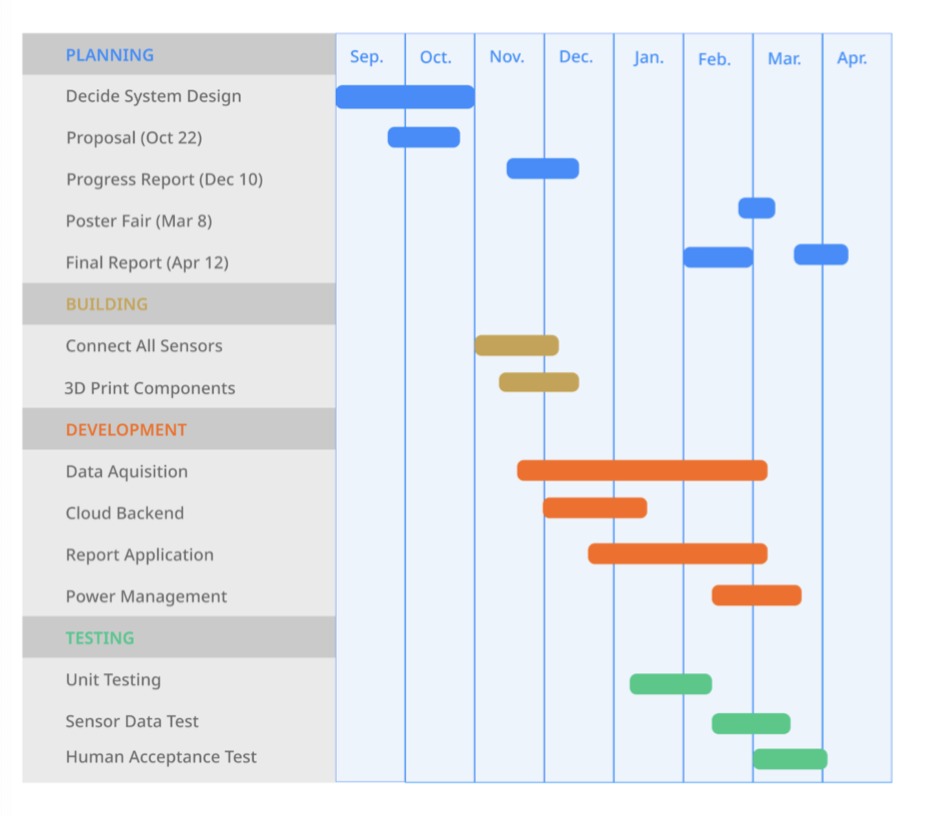 PLANNING
Sep. Oct. Nov. Dec. Jan. Feb. Mar. Apr.
Decide System Design
Proposal (Oct 22)
Progress Report (Dec 10)
Poster Fair (Mar 8)
Final Report (Apr 12)
BUILDING
Connect All Sensors
3D Print Components
DEVELOPMENT
Data Aquisition
Cloud Backend
Report Application
Power Management
TESTING
Unit Testing
Sensor Data Test
Human Acceptance Test